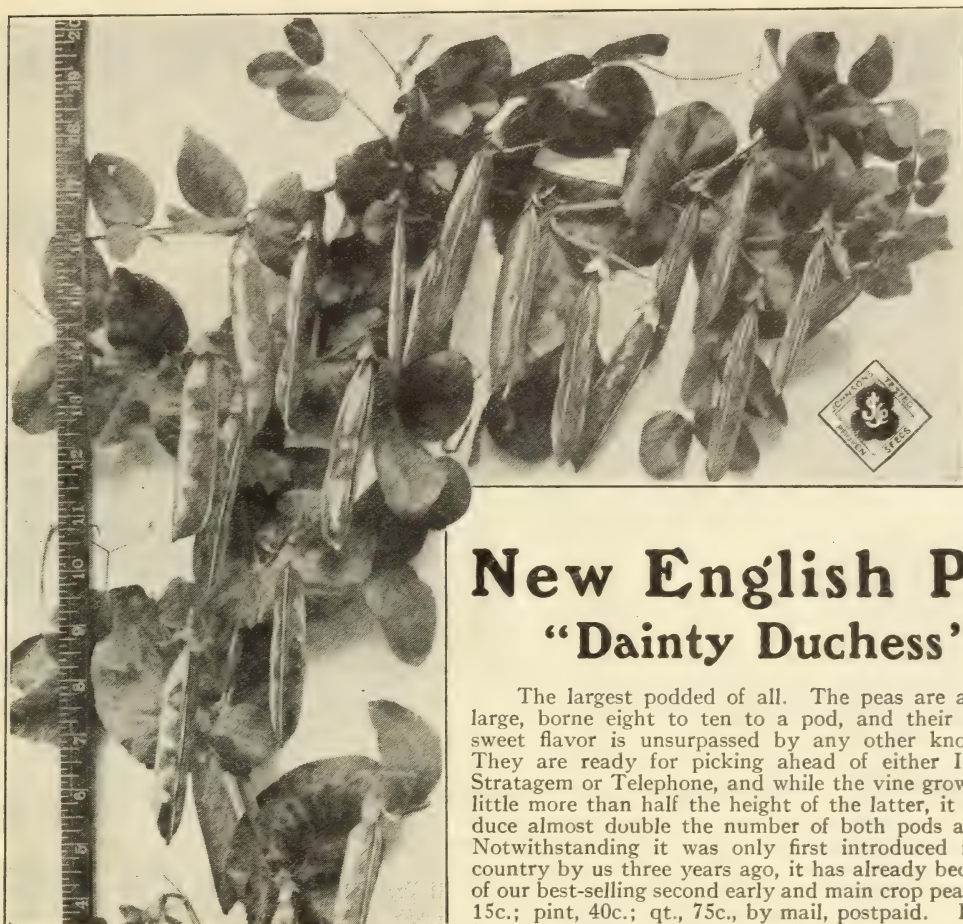 JOHNSON'S TESTED
PROVEN SEEDS
New English P
“Dainty Duchess’
The largest podded of all. The peas are a
large, borne eight to ten to a pod, and their
sweet flavor is unsurpassed by any other kno
They are ready for picking ahead of either I
Stratagem or Telephone, and while the vine grow
little more than half the height of the latter, it
duce almost double the number of both pods a
Notwithstanding it was only first introduced
country by us three years ago, it has already bec
of our best-selling second early and main crop pea
15c.; pint, 40c.; qt., 75c., by mail, postpaid.